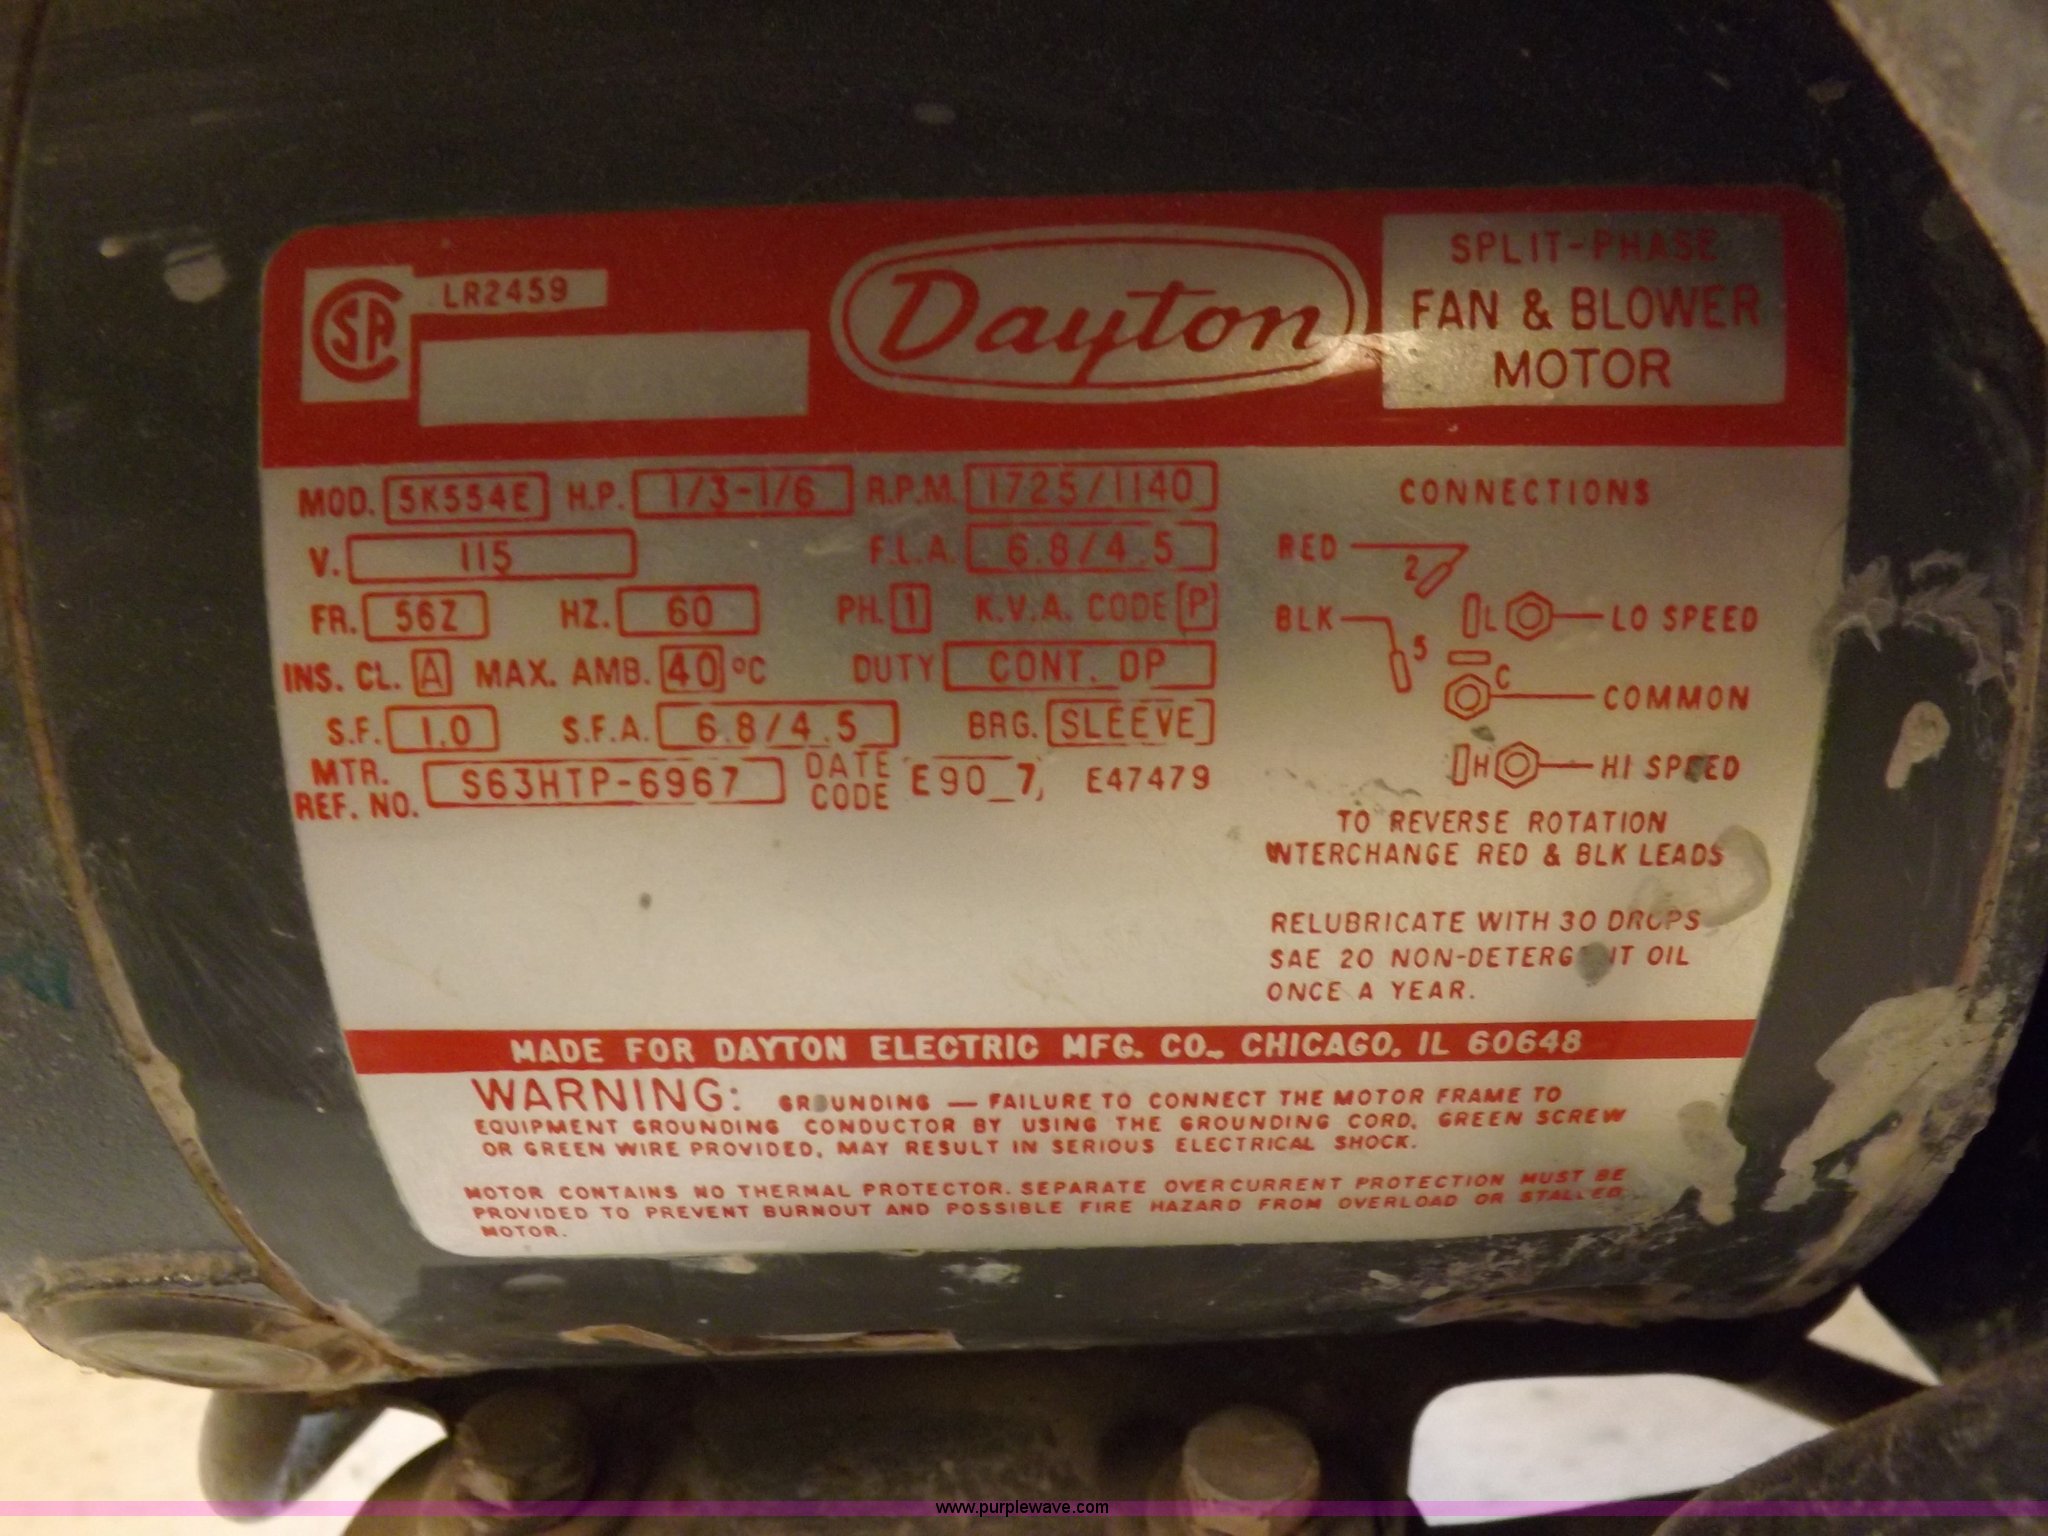 SA
LR2459
Dayton
SPLIT-PHASE
FAN & BLOWER
MOTOR
MOD. 5K554E H.P. 1/3-1/6 R.P.M. 1725/1140
V. 115 F.L.A. 6.8/4.5
FR. 56Z HZ. 60 PH. 1 K.V.A. CODE P
INS. CL. A MAX. AMB. 40 °C DUTY CONT. DP
S.F. 1.0 S.F.A. 6.8/4.5 BRG. SLEEVE
MTR. REF. NO. S63HTP-6967 DATE CODE E90_7, E47479
CONNECTIONS
RED 2
BLK 5
L LO SPEED
C COMMON
H HI SPEED
TO REVERSE ROTATION
INTERCHANGE RED & BLK LEADS
RELUBRICATE WITH 30 DROPS
SAE 20 NON-DETERGENT OIL
ONCE A YEAR.
MADE FOR DAYTON ELECTRIC MFG. CO., CHICAGO, IL 60648
WARNING: GROUNDING — FAILURE TO CONNECT THE MOTOR FRAME TO
EQUIPMENT GROUNDING CONDUCTOR BY USING THE GROUNDING CORD, GREEN SCREW
OR GREEN WIRE PROVIDED, MAY RESULT IN SERIOUS ELECTRICAL SHOCK.
MOTOR CONTAINS NO THERMAL PROTECTOR. SEPARATE OVERCURRENT PROTECTION MUST BE
PROVIDED TO PREVENT BURNOUT AND POSSIBLE FIRE HAZARD FROM OVERLOAD OR STALLED
MOTOR.
www.purplewave.com